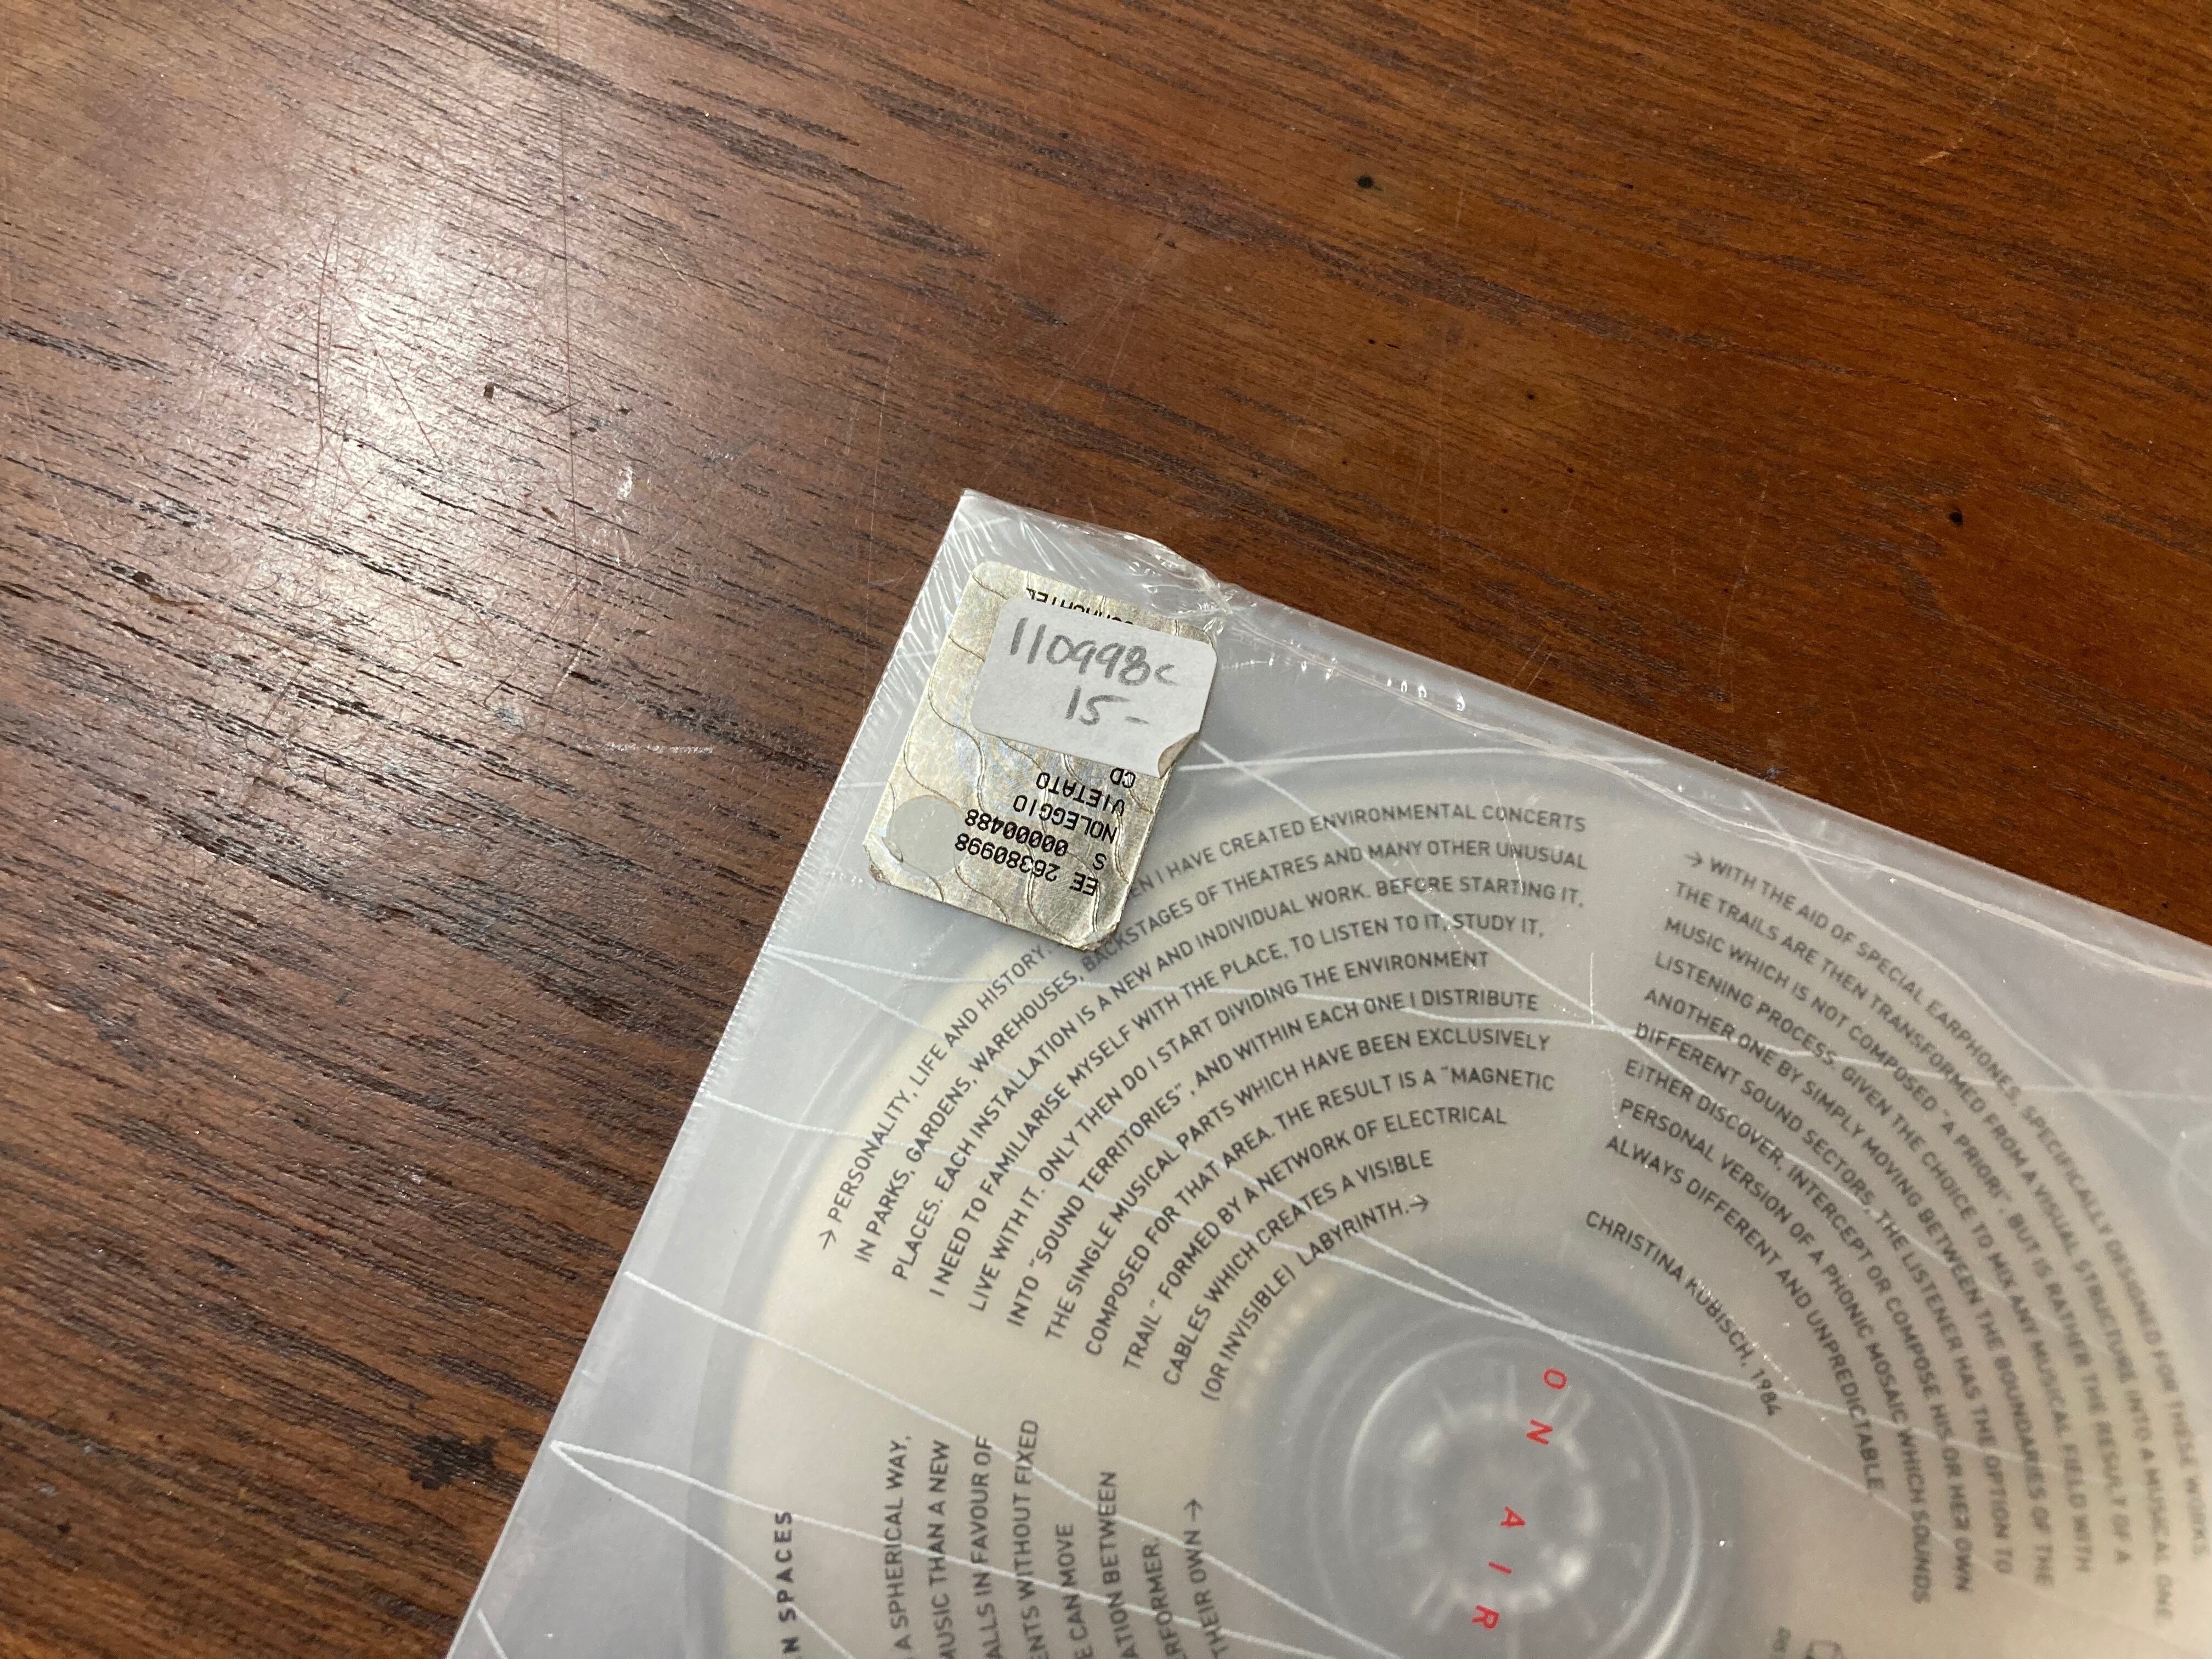 110998c
15-
CD
VIETATO
NOLEGGIO
S 00000488
EE 26380998
→ PERSONALITY, LIFE AND HISTORY. I HAVE CREATED ENVIRONMENTAL CONCERTS
IN PARKS, GARDENS, WAREHOUSES, BACKSTAGES OF THEATRES AND MANY OTHER UNUSUAL
PLACES. EACH INSTALLATION IS A NEW AND INDIVIDUAL WORK. BEFORE STARTING IT,
I NEED TO FAMILIARISE MYSELF WITH THE PLACE, TO LISTEN TO IT, STUDY IT,
LIVE WITH IT. ONLY THEN DO I START DIVIDING THE ENVIRONMENT
INTO "SOUND TERRITORIES", AND WITHIN EACH ONE I DISTRIBUTE
THE SINGLE MUSICAL PARTS WHICH HAVE BEEN EXCLUSIVELY
COMPOSED FOR THAT AREA. THE RESULT IS A "MAGNETIC
TRAIL" FORMED BY A NETWORK OF ELECTRICAL
CABLES WHICH CREATES A VISIBLE
(OR INVISIBLE) LABYRINTH.→
→ WITH THE AID OF SPECIAL EARPHONES, SPECIFICALLY DESIGNED FOR THESE WORKS,
THE TRAILS ARE THEN TRANSFORMED FROM A VISUAL STRUCTURE INTO A MUSICAL ONE
MUSIC WHICH IS NOT COMPOSED "A PRIORI", BUT IS RATHER THE RESULT OF A
LISTENING PROCESS. GIVEN THE CHOICE TO MIX ANY MUSICAL FIELD WITH
ANOTHER ONE BY SIMPLY MOVING BETWEEN THE BOUNDARIES OF THE
DIFFERENT SOUND SECTORS, THE LISTENER HAS THE OPTION TO
EITHER DISCOVER, INTERCEPT OR COMPOSE HIS OR HER OWN
PERSONAL VERSION OF A PHONIC MOSAIC WHICH SOUNDS
ALWAYS DIFFERENT AND UNPREDICTABLE
CHRISTINA KUBISCH, 1984
ON AIR
SPACES
A SPHERICAL WAY,
MUSIC THAN A NEW
IN FAVOUR OF
WITHOUT FIXED
CAN MOVE
BETWEEN
THEIR OWN →